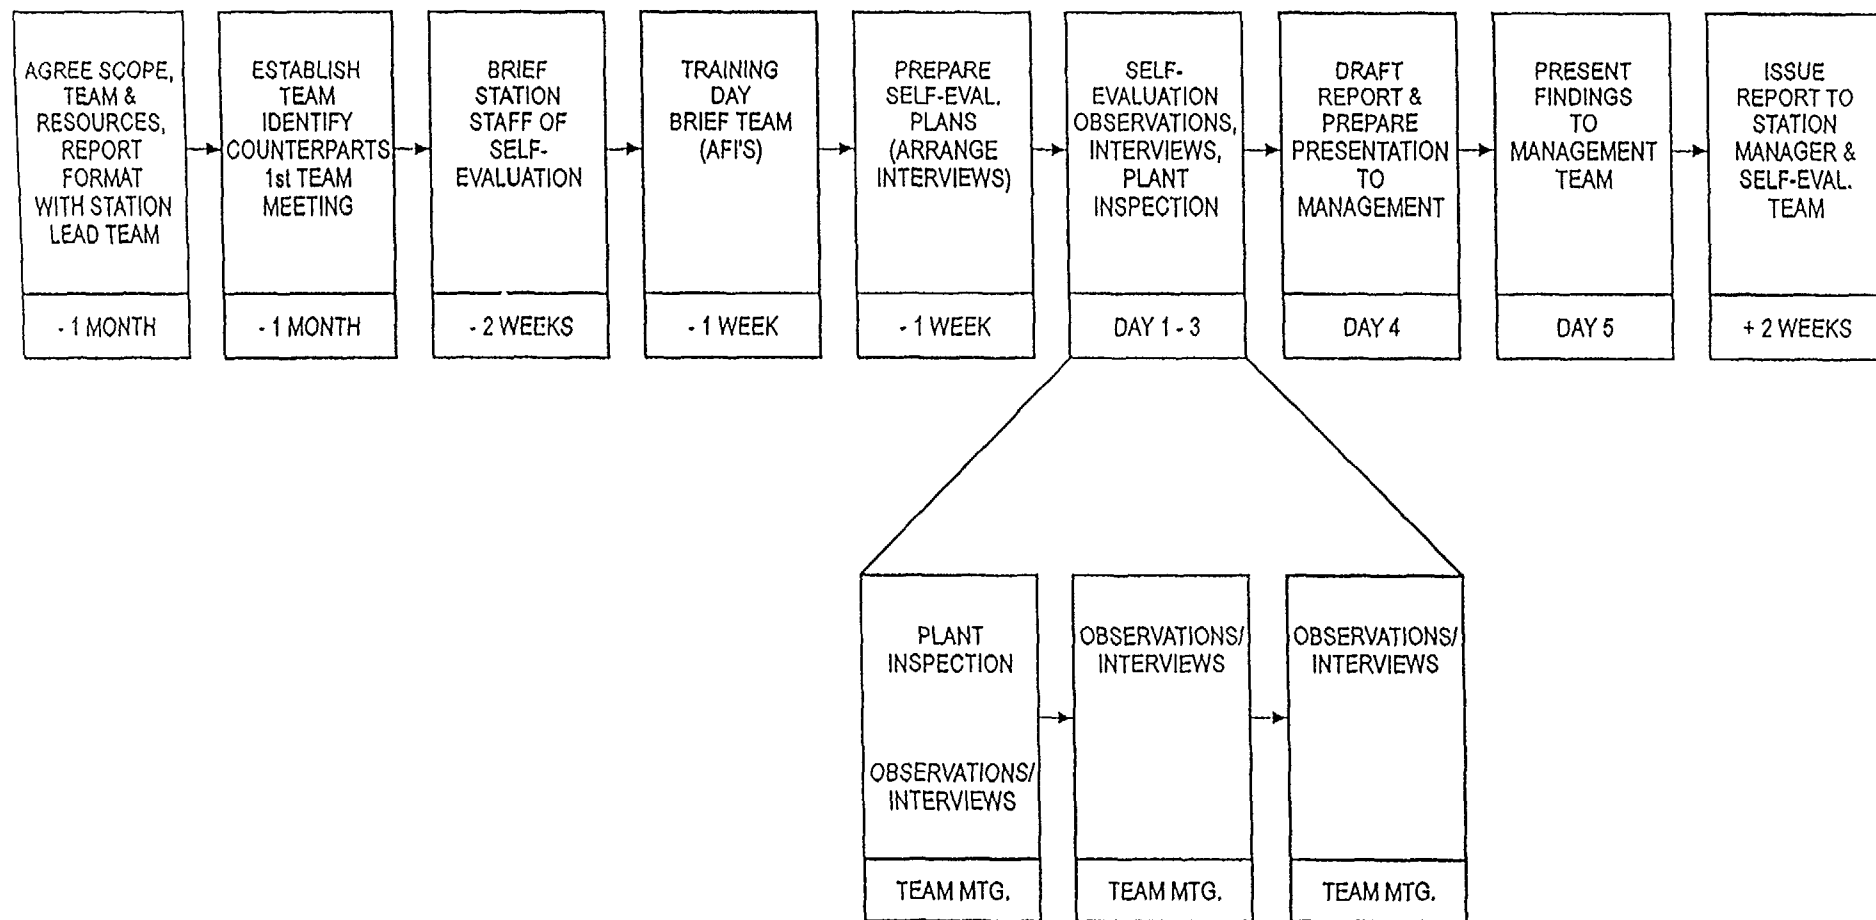 AGREE SCOPE,
TEAM &
RESOURCES,
REPORT
FORMAT
WITH STATION
LEAD TEAM
- 1 MONTH
ESTABLISH
TEAM
IDENTIFY
COUNTERPARTS
1st TEAM
MEETING
- 1 MONTH
BRIEF
STATION
STAFF OF
SELF-
EVALUATION
- 2 WEEKS
TRAINING
DAY
BRIEF TEAM
(AFI'S)
- 1 WEEK
PREPARE
SELF-EVAL.
PLANS
(ARRANGE
INTERVIEWS)
- 1 WEEK
SELF-
EVALUATION
OBSERVATIONS,
INTERVIEWS,
PLANT
INSPECTION
DAY 1 - 3
DRAFT
REPORT &
PREPARE
PRESENTATION
TO
MANAGEMENT
DAY 4
PRESENT
FINDINGS
TO
MANAGEMENT
TEAM
DAY 5
ISSUE
REPORT TO
STATION
MANAGER &
SELF-EVAL.
TEAM
+ 2 WEEKS
PLANT
INSPECTION
OBSERVATIONS/
INTERVIEWS
TEAM MTG.
OBSERVATIONS/
INTERVIEWS
TEAM MTG.
OBSERVATIONS/
INTERVIEWS
TEAM MTG.